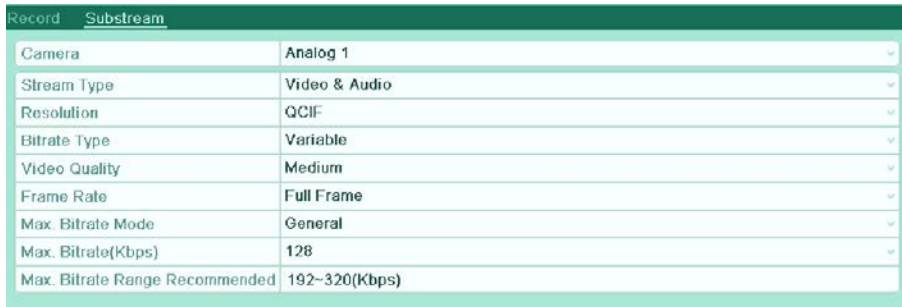 Record Substream
Camera Analog 1
Stream Type Video & Audio
Resolution QCIF
Bitrate Type Variable
Video Quality Medium
Frame Rate Full Frame
Max. Bitrate Mode General
Max. Bitrate(Kbps) 128
Max. Bitrate Range Recommended 192~320(Kbps)